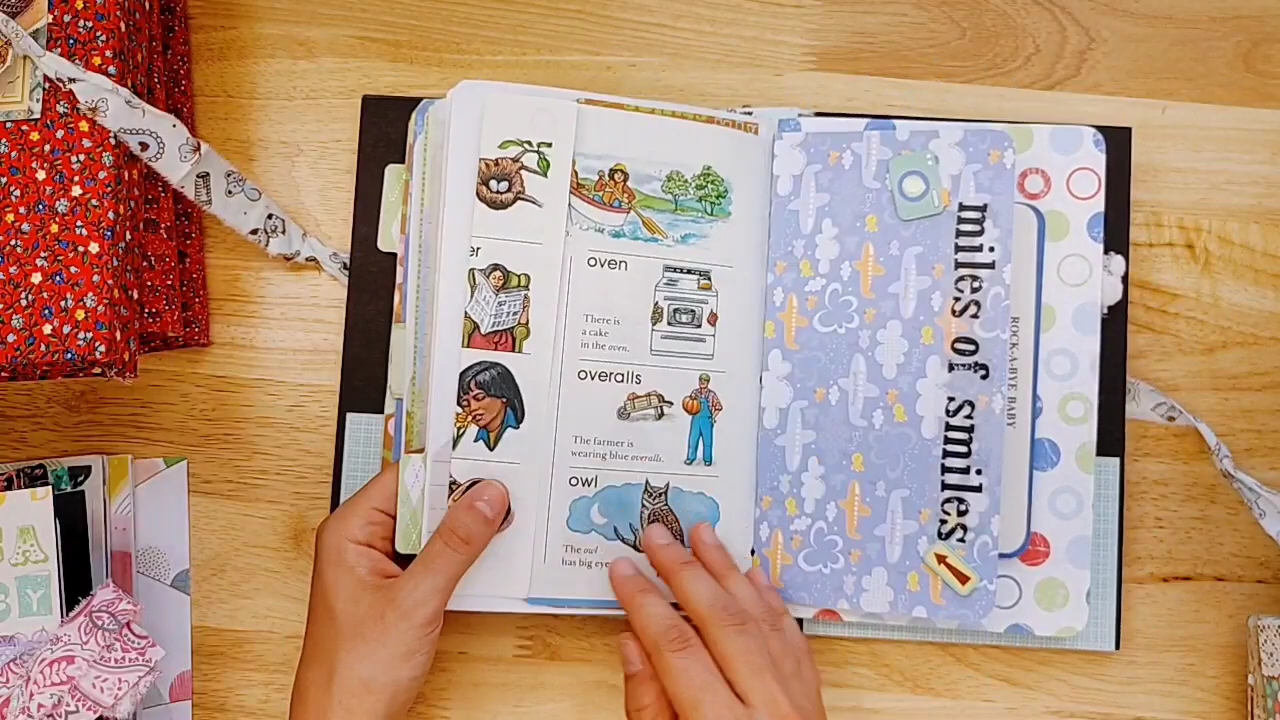 er
oven
There is
a cake
in the oven.
overalls
The farmer is
wearing blue overalls.
owl
The owl
has big eye
miles of smiles
ROCK-A-BYE BABY
BY